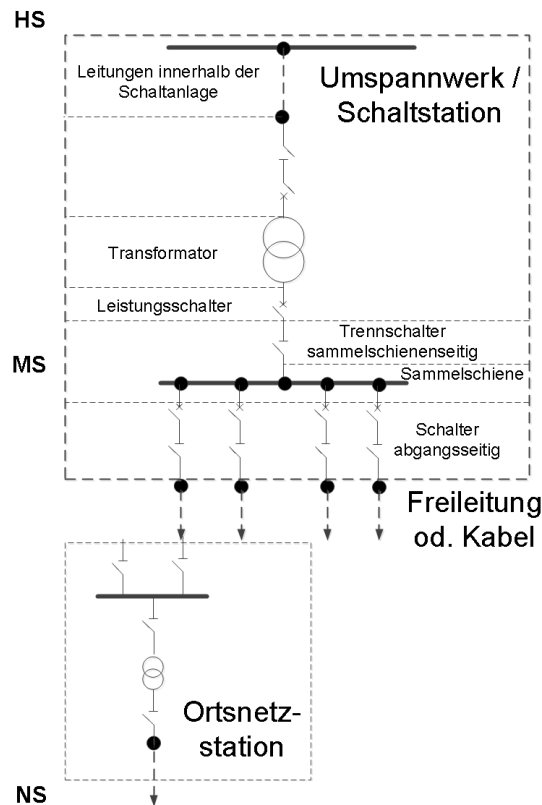 HS
Leitungen innerhalb der
Schaltanlage
Umspannwerk /
Schaltstation
Transformator
Leistungsschalter
Trennschalter
sammelschienenseitig
MS
Sammelschiene
Schalter
abgangsseitig
Freileitung
od. Kabel
Ortsnetz-
station
NS